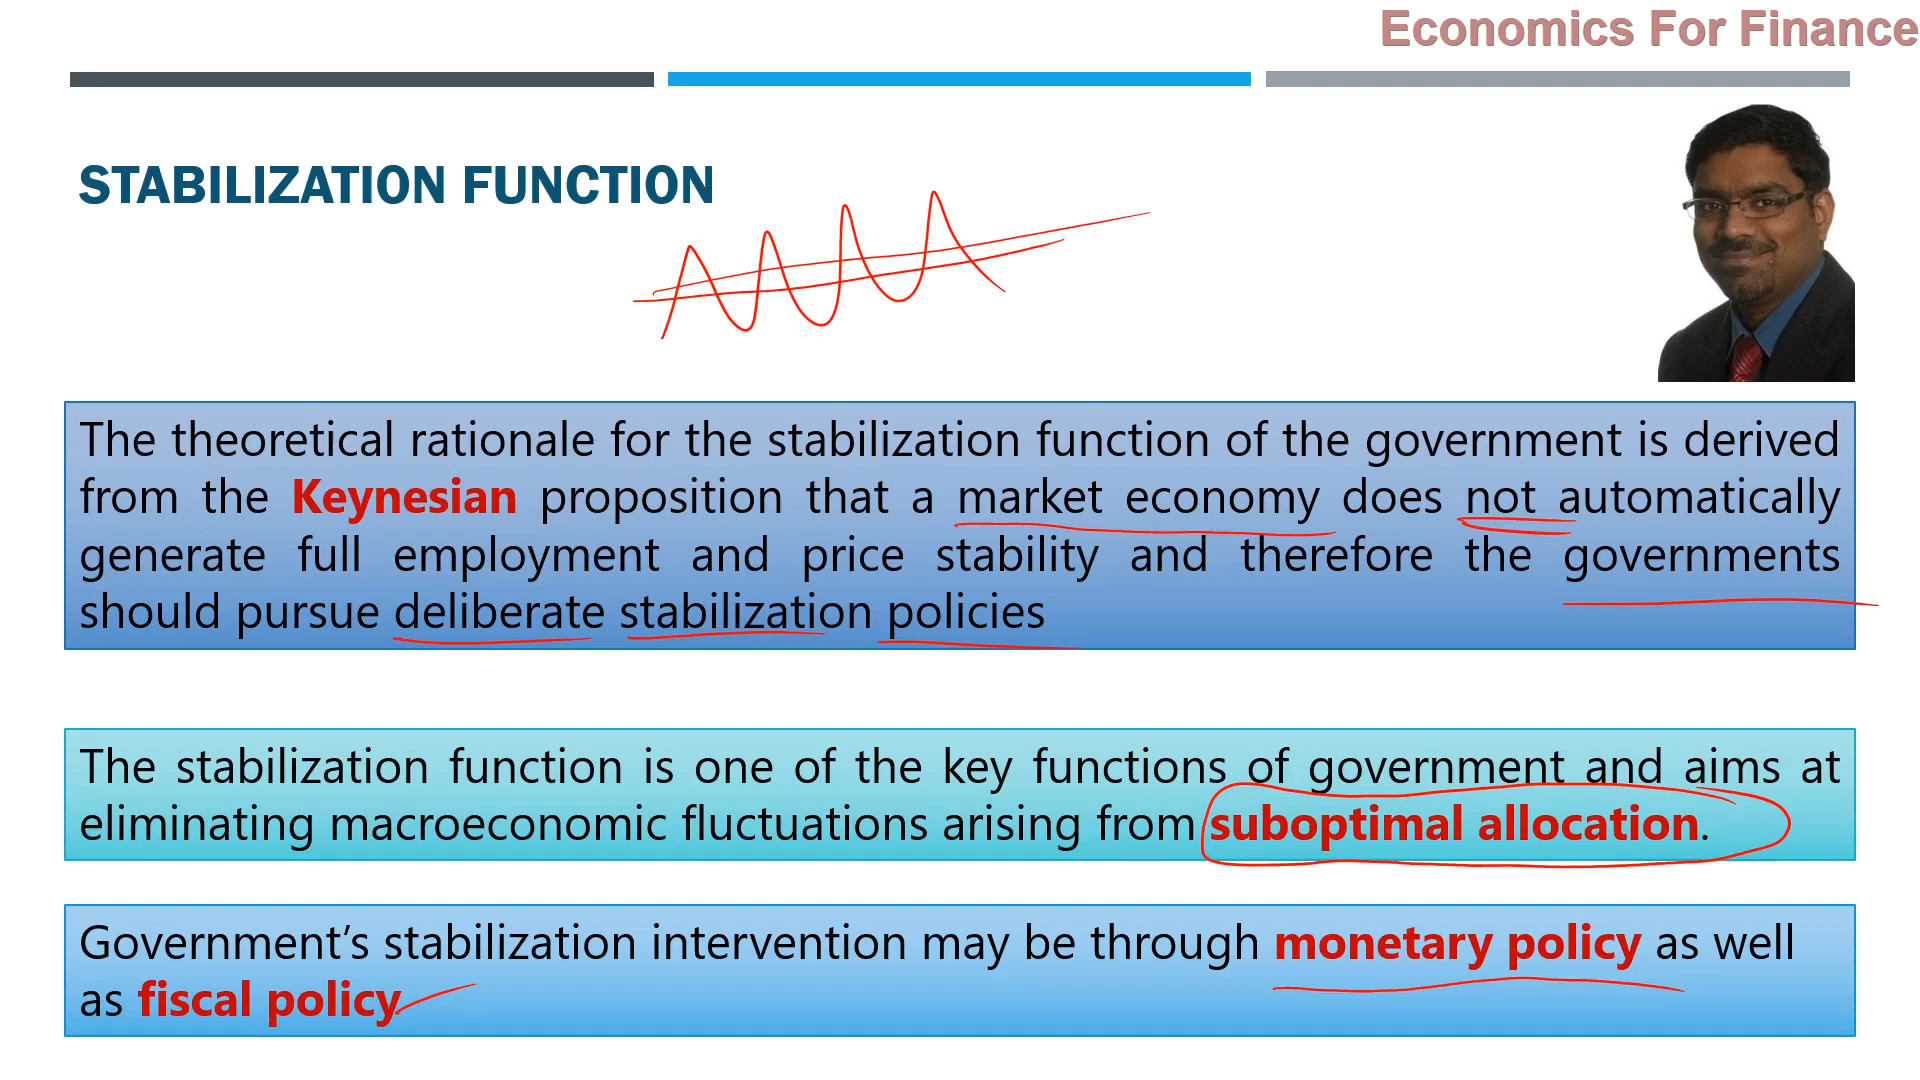 Economics For Finance
STABILIZATION FUNCTION
The theoretical rationale for the stabilization function of the government is derived
from the Keynesian proposition that a market economy does not automatically
generate full employment and price stability and therefore the governments
should pursue deliberate stabilization policies
The stabilization function is one of the key functions of government and aims at
eliminating macroeconomic fluctuations arising from suboptimal allocation.
Government’s stabilization intervention may be through monetary policy as well
as fiscal policy